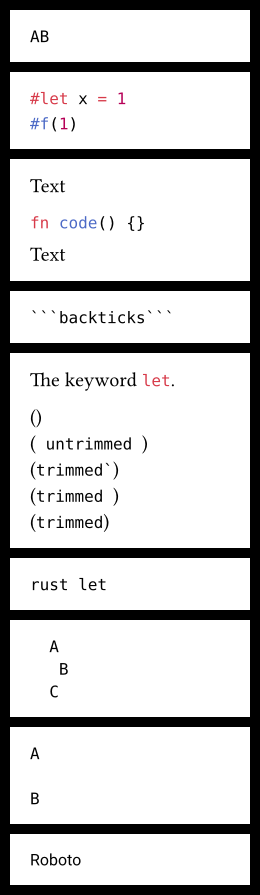 AB
#let x = 1
#f(1)
Text
fn code() {}
Text
```backticks```
The keyword let.
()
( untrimmed )
(trimmed`)
(trimmed )
(trimmed)
rust let
  A
   B
  C
A
B
Roboto